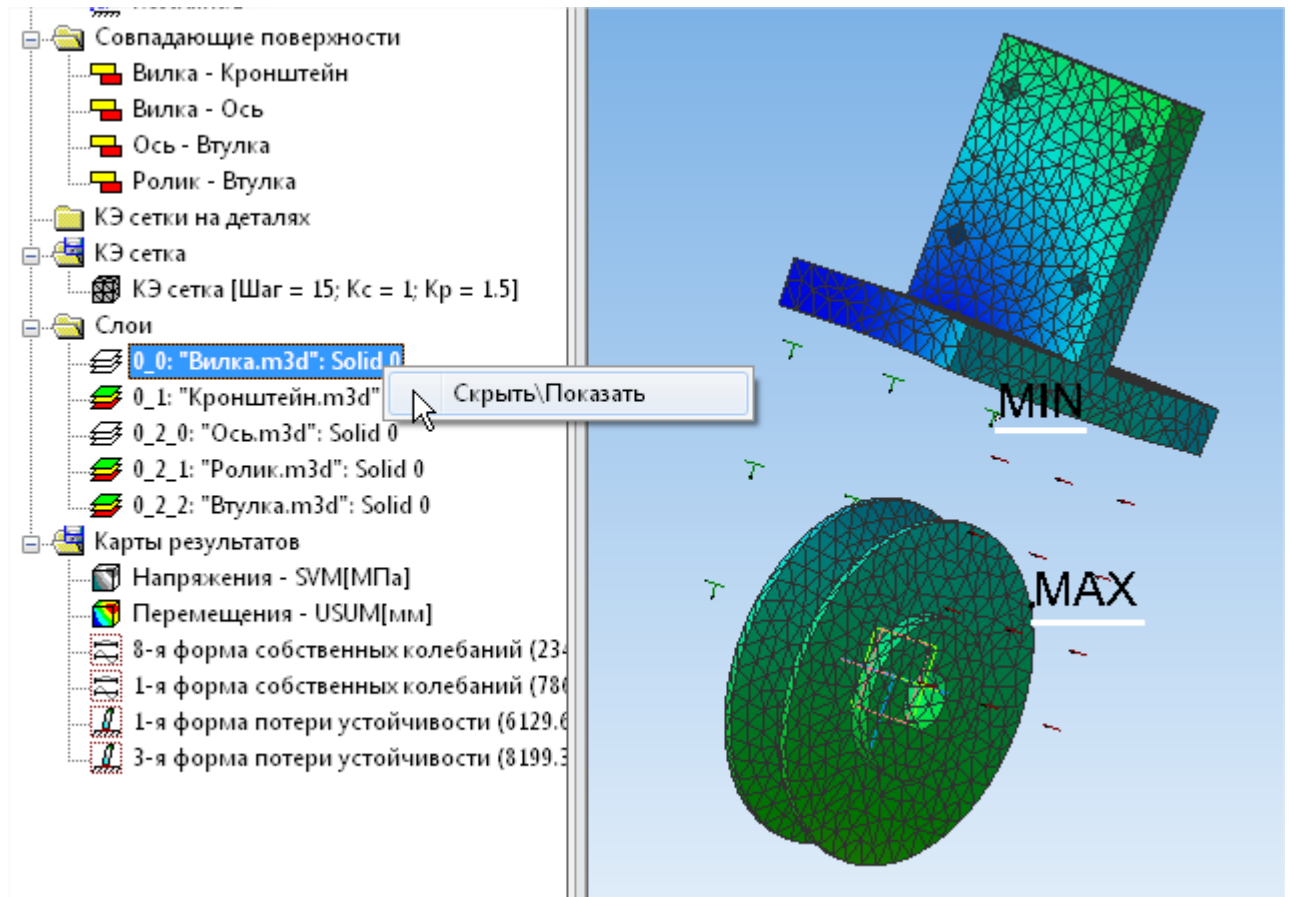 Совпадающие поверхности
Вилка - Кронштейн
Вилка - Ось
Ось - Втулка
Ролик - Втулка
КЭ сетки на деталях
КЭ сетка
КЭ сетка [Шаг = 15; Кс = 1; Кр = 1.5]
Слои
0_0: "Вилка.m3d": Solid 0
0_1: "Кронштейн.m3d"
Скрыть\Показать
0_2_0: "Ось.m3d": Solid 0
0_2_1: "Ролик.m3d": Solid 0
0_2_2: "Втулка.m3d": Solid 0
Карты результатов
Напряжения - SVM[МПа]
Перемещения - USUM[мм]
8-я форма собственных колебаний (234
1-я форма собственных колебаний (786
1-я форма потери устойчивости (6129.6
3-я форма потери устойчивости (8199.3
MIN
MAX